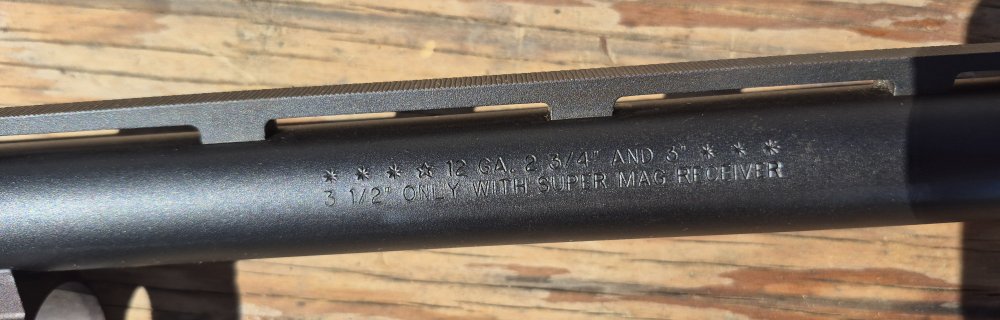 **** 12 GA. 2 3/4" AND 3" ***
3 1/2" ONLY WITH SUPER MAG RECEIVER